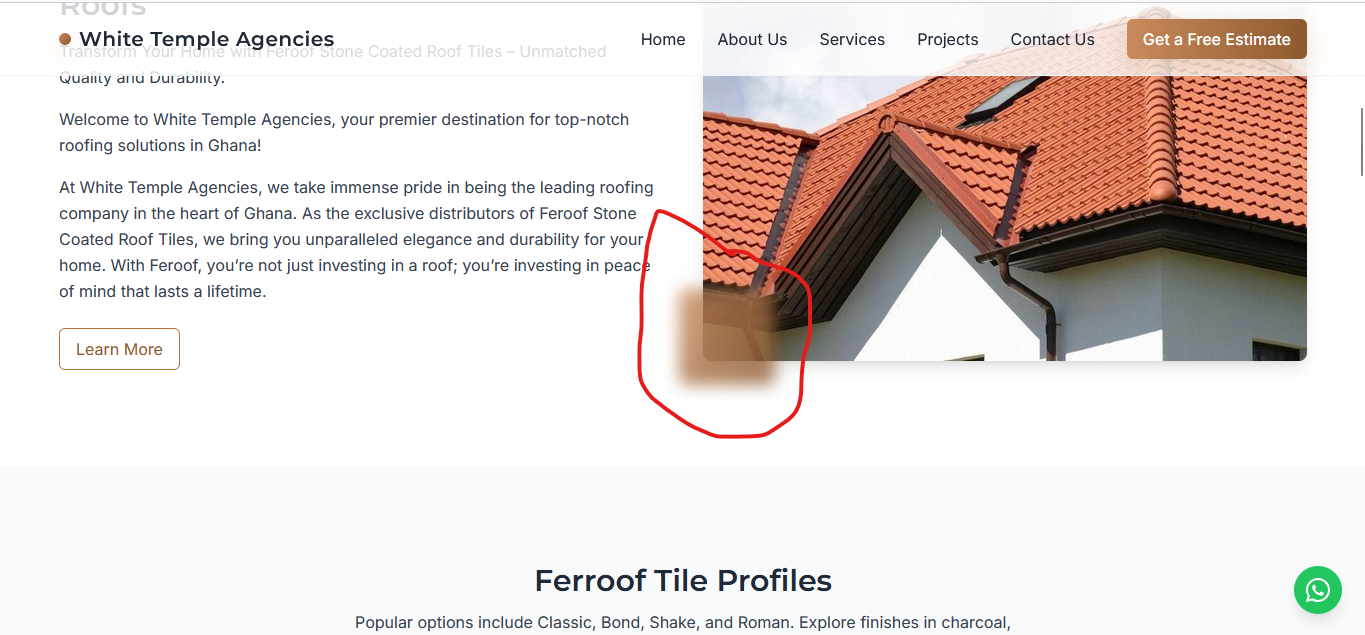 Roofs
White Temple Agencies
Home
About Us
Services
Projects
Contact Us
Get a Free Estimate
Transform Your Home with Feroof Stone Coated Roof Tiles – Unmatched
Quality and Durability.
Welcome to White Temple Agencies, your premier destination for top-notch
roofing solutions in Ghana!
At White Temple Agencies, we take immense pride in being the leading roofing
company in the heart of Ghana. As the exclusive distributors of Feroof Stone
Coated Roof Tiles, we bring you unparalleled elegance and durability for your
home. With Feroof, you’re not just investing in a roof; you’re investing in peace
of mind that lasts a lifetime.
Learn More
Ferroof Tile Profiles
Popular options include Classic, Bond, Shake, and Roman. Explore finishes in charcoal,